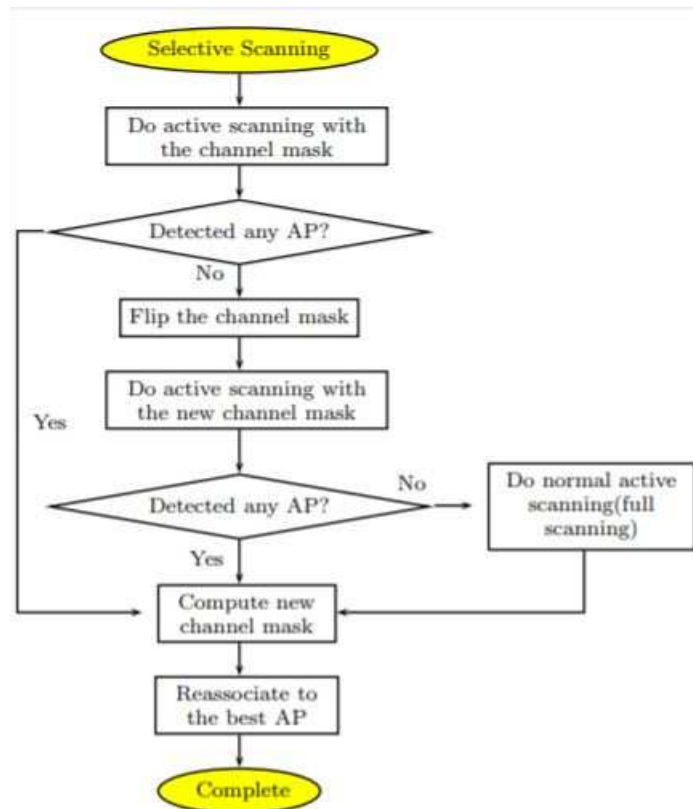 Selective Scanning
Do active scanning with
the channel mask
Detected any AP?
No
Flip the channel mask
Do active scanning with
the new channel mask
Yes
Detected any AP?
No
Do normal active
scanning(full
scanning)
Yes
Compute new
channel mask
Reassociate to
the best AP
Complete